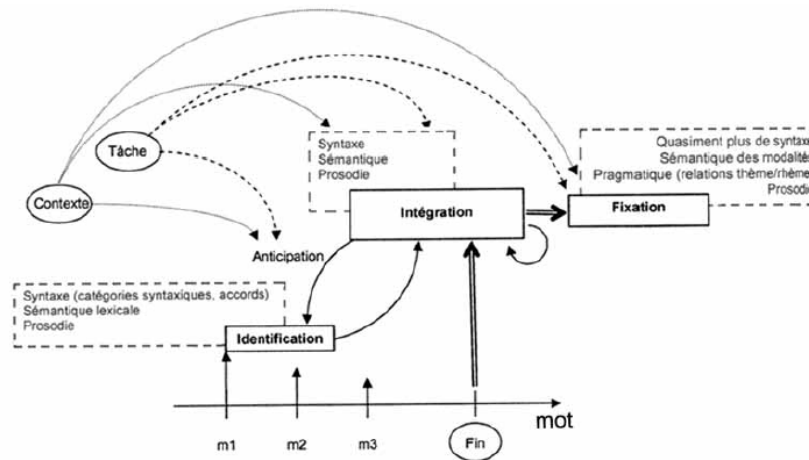 Tâche
Contexte
Syntaxe
Sémantique
Prosodie
Quasiment plus de syntaxe
Sémantique des modalités
Pragmatique (relations thème/rhème
Prosodie
Intégration
Fixation
Anticipation
Syntaxe (catégories syntaxiques, accords)
Sémantique lexicale
Prosodie
Identification
mot
m1
m2
m3
Fin